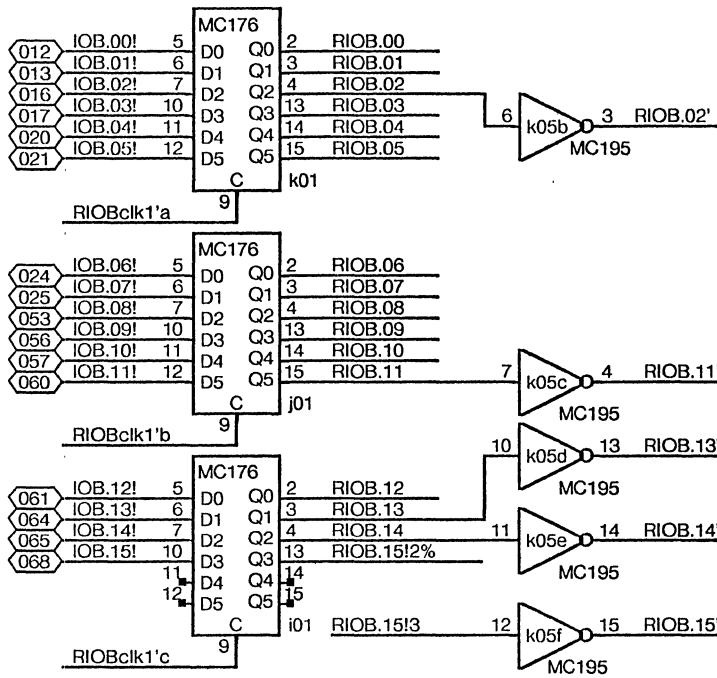 MC176
012 IOB.00! 5 D0 Q0 2 RIOB.00
013 IOB.01! 6 D1 Q1 3 RIOB.01
016 IOB.02! 7 D2 Q2 4 RIOB.02
017 IOB.03! 10 D3 Q3 13 RIOB.03
020 IOB.04! 11 D4 Q4 14 RIOB.04
021 IOB.05! 12 D5 Q5 15 RIOB.05
6 k05b 3 RIOB.02'
MC195
C
9
k01
RIOBclk1'a
MC176
024 IOB.06! 5 D0 Q0 2 RIOB.06
025 IOB.07! 6 D1 Q1 3 RIOB.07
053 IOB.08! 7 D2 Q2 4 RIOB.08
056 IOB.09! 10 D3 Q3 13 RIOB.09
057 IOB.10! 11 D4 Q4 14 RIOB.10
060 IOB.11! 12 D5 Q5 15 RIOB.11
7 k05c 4 RIOB.11'
MC195
C
9
j01
RIOBclk1'b
MC176
061 IOB.12! 5 D0 Q0 2 RIOB.12
064 IOB.13! 6 D1 Q1 3 RIOB.13
065 IOB.14! 7 D2 Q2 4 RIOB.14
068 IOB.15! 10 D3 Q3 13 RIOB.15!2%
11 D4 Q4 14
12 D5 Q5 15
10 k05d 13 RIOB.13'
MC195
11 k05e 14 RIOB.14'
MC195
C
9
i01
RIOBclk1'c
RIOB.15!3 12 k05f 15 RIOB.15'
MC195